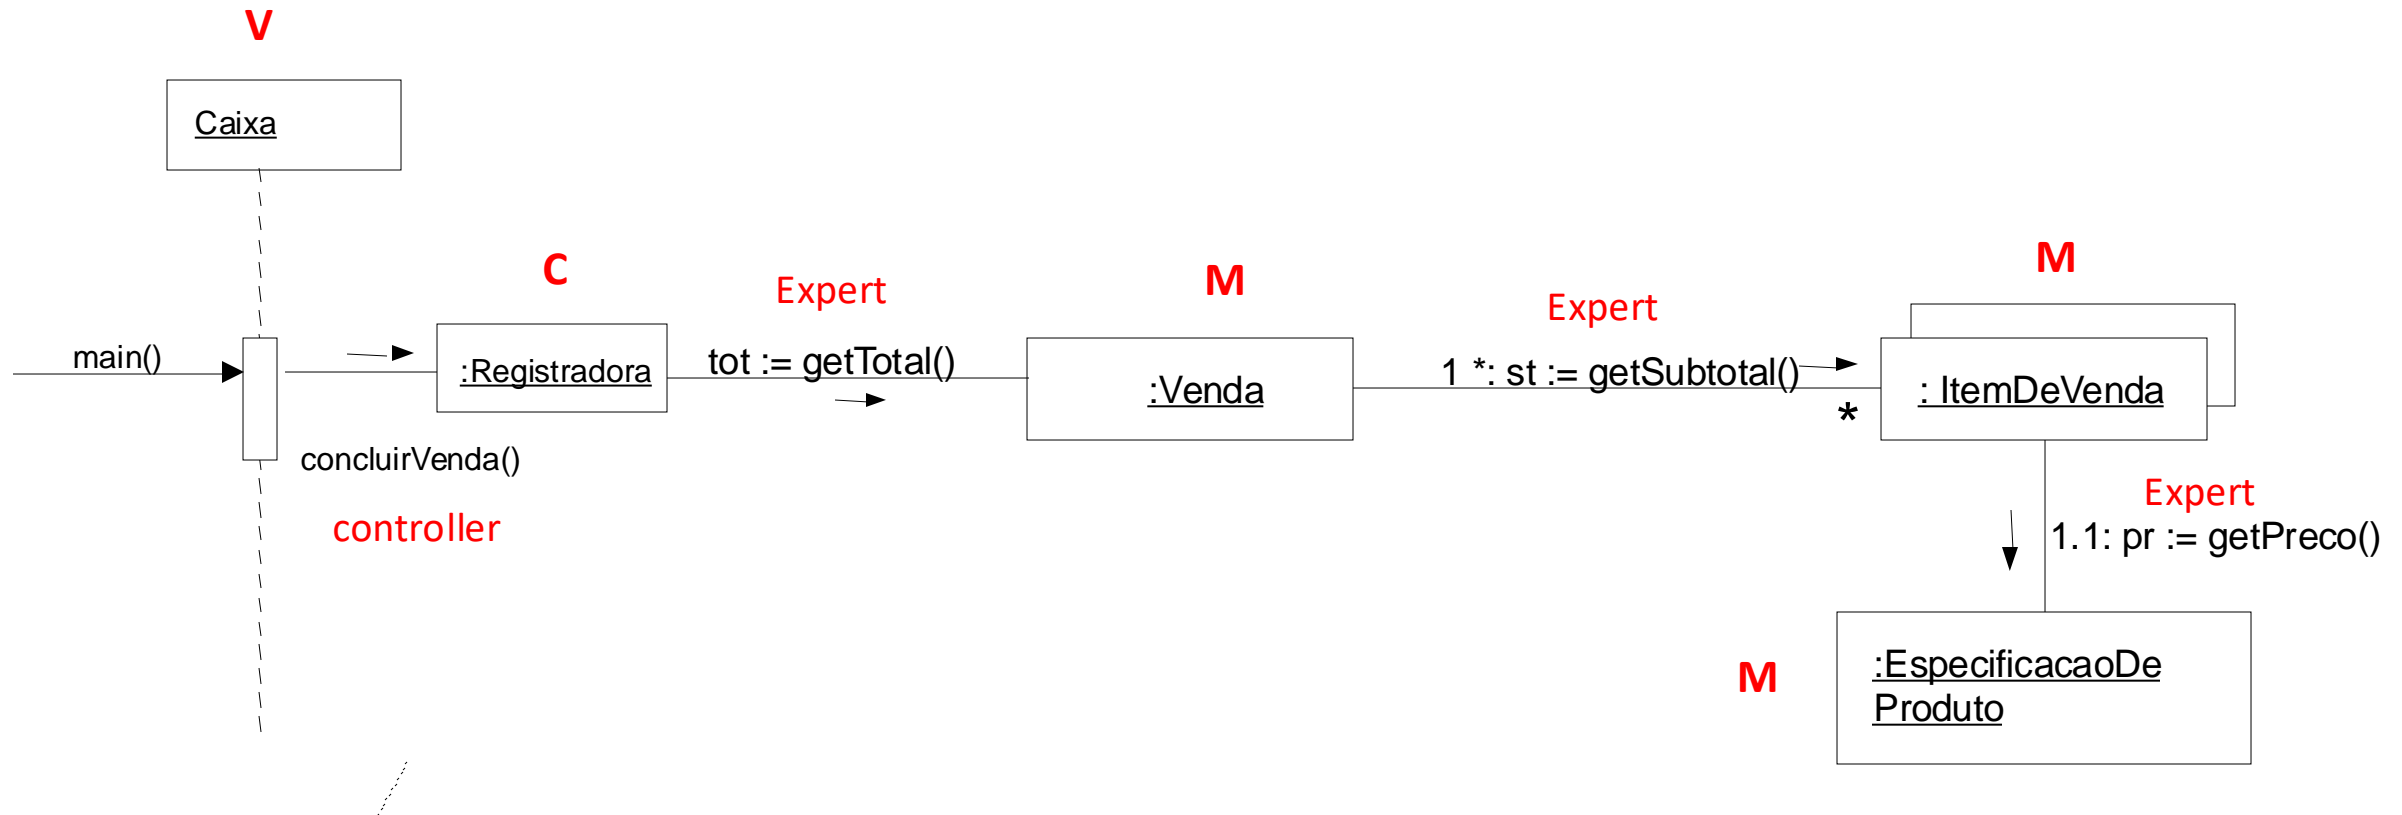 V
Caixa
main()
concluirVenda()
controller
C
:Registradora
Expert
tot := getTotal()
M
:Venda
Expert
1 *: st := getSubtotal()
*
M
: ItemDeVenda
Expert
1.1: pr := getPreco()
M
:EspecificacaoDe
Produto